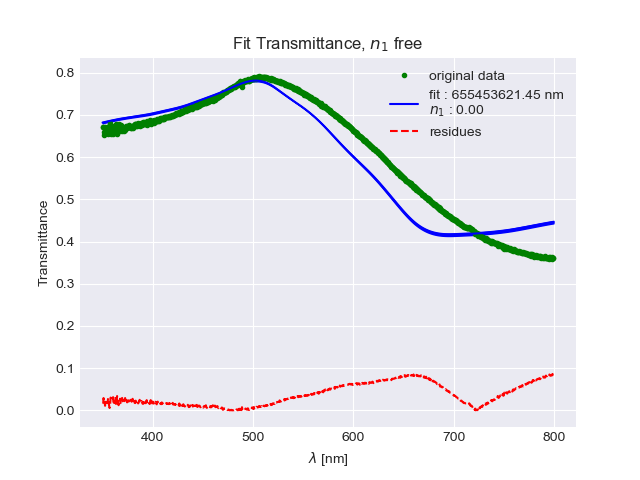 Fit Transmittance, n₁ free
original data
fit : 655453621.45 nm
n₁ : 0.00
residues
Transmittance
0.8
0.7
0.6
0.5
0.4
0.3
0.2
0.1
0.0
400
500
600
700
800
λ [nm]